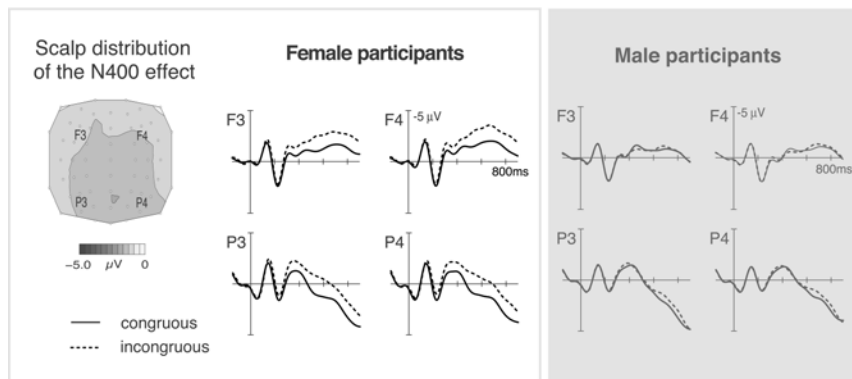 Scalp distribution
of the N400 effect
F3 F4
P3 P4
−5.0 μV 0
congruous
incongruous
Female participants
F3
F4 -5 μV
800ms
P3
P4
Male participants
F3
F4 -5 μV
800ms
P3
P4